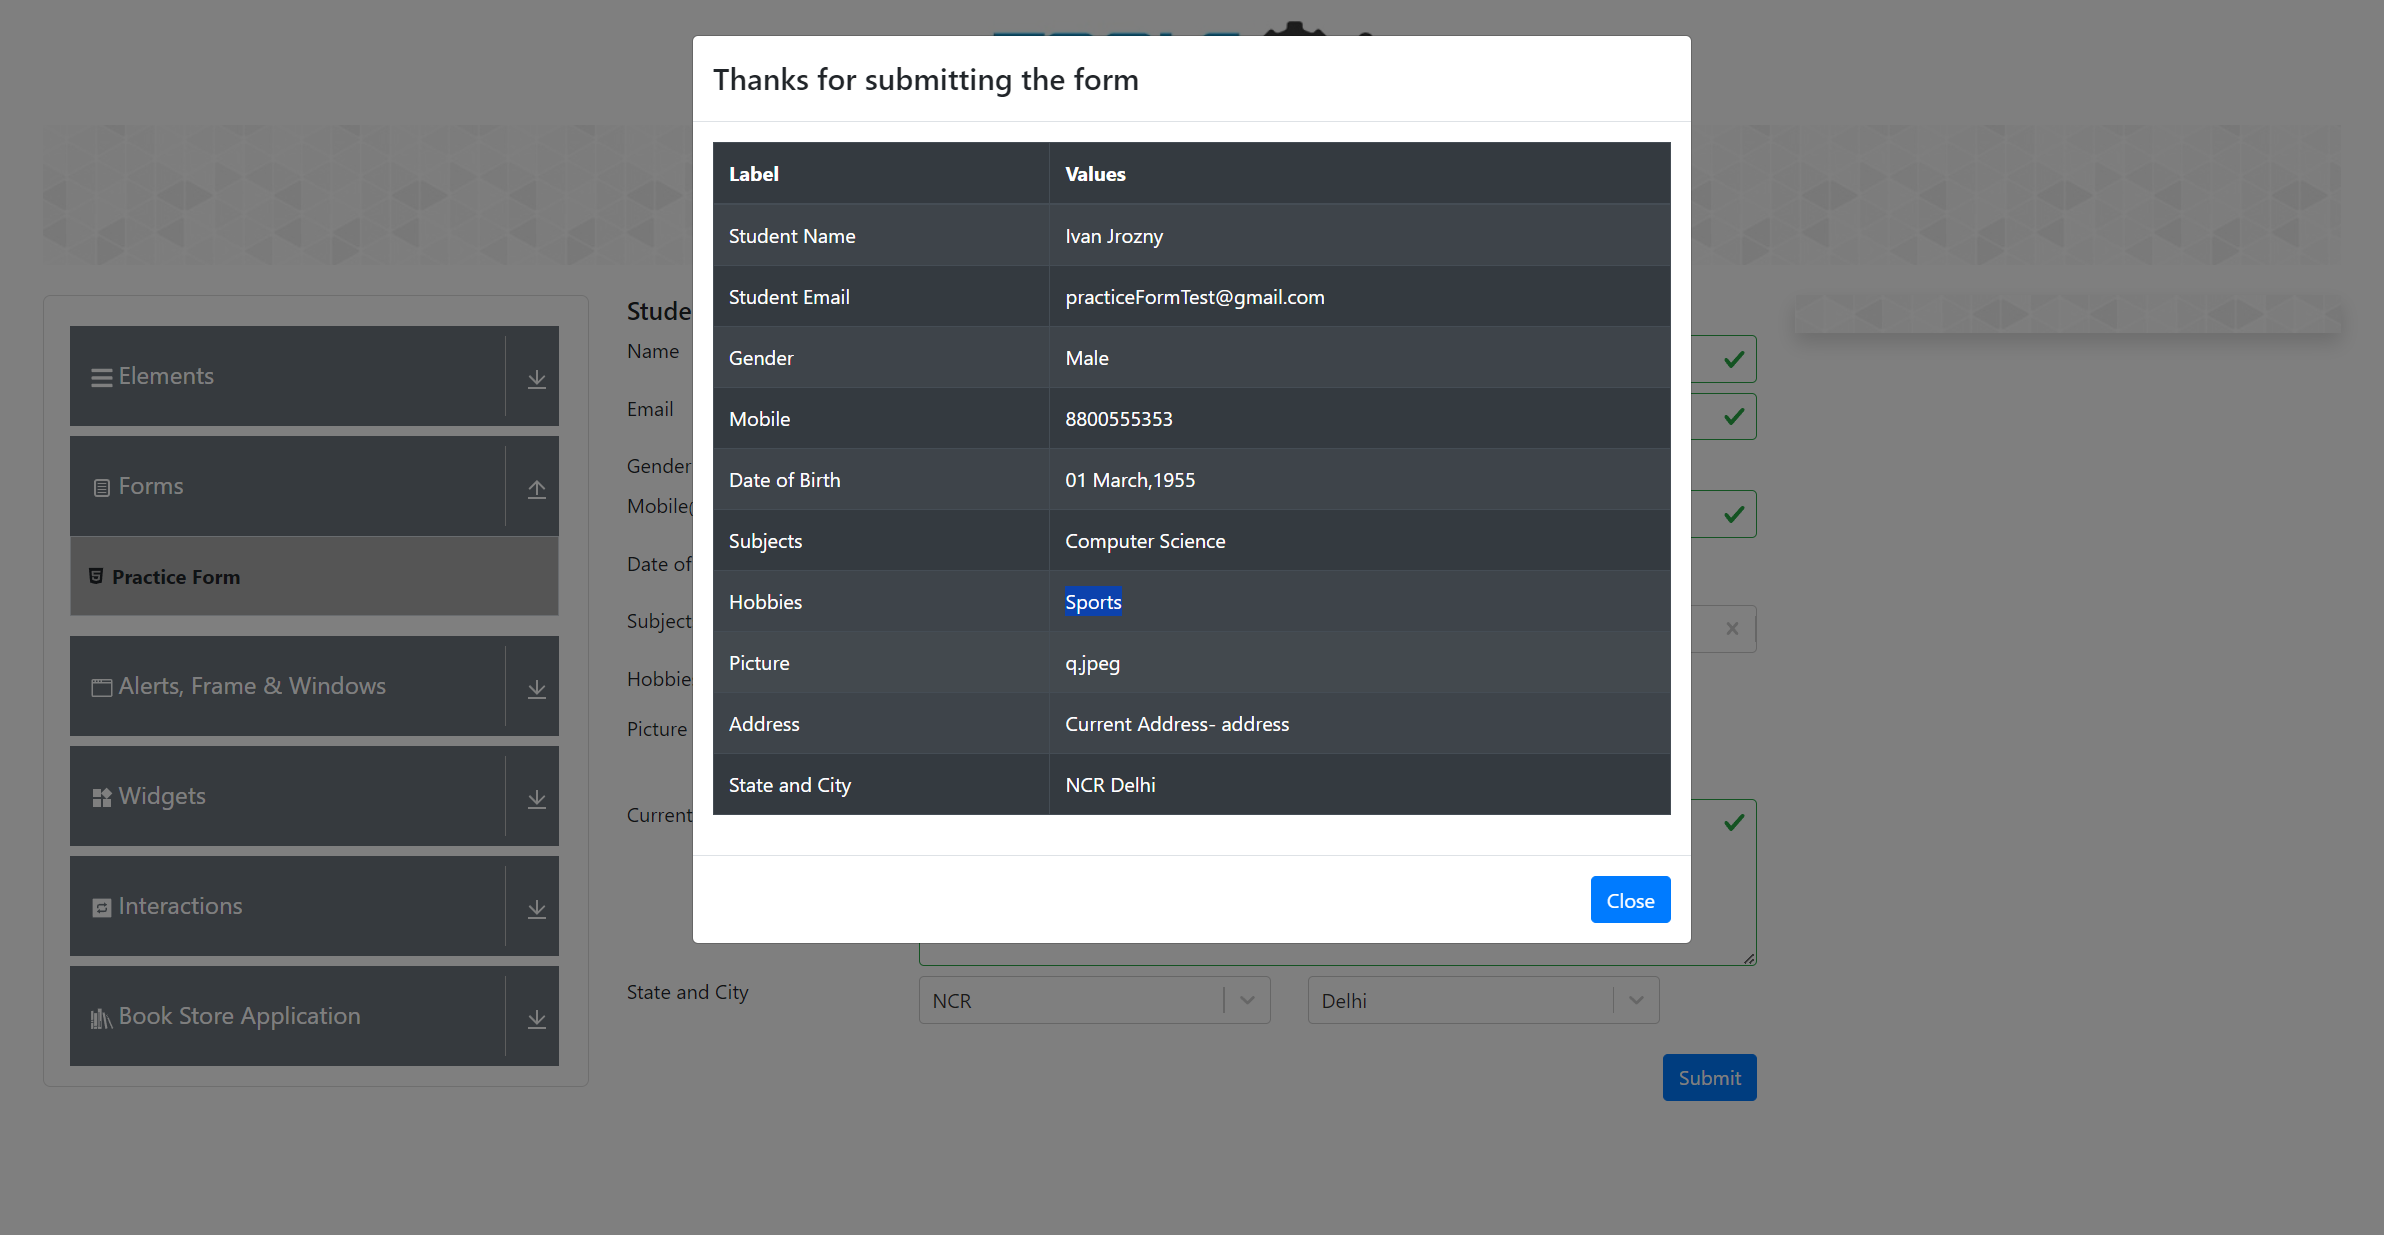 Thanks for submitting the form
Label Values
Student Name Ivan Jrozny
Student Email practiceFormTest@gmail.com
Gender Male
Mobile 8800555353
Date of Birth 01 March,1955
Subjects Computer Science
Hobbies Sports
Picture q.jpeg
Address Current Address- address
State and City NCR Delhi
Close
Elements
Forms
Practice Form
Alerts, Frame & Windows
Widgets
Interactions
Book Store Application
Stude
Name
Email
Gender
Mobile(
Date of
Subject
Hobbie
Picture
Current
State and City NCR Delhi
Submit